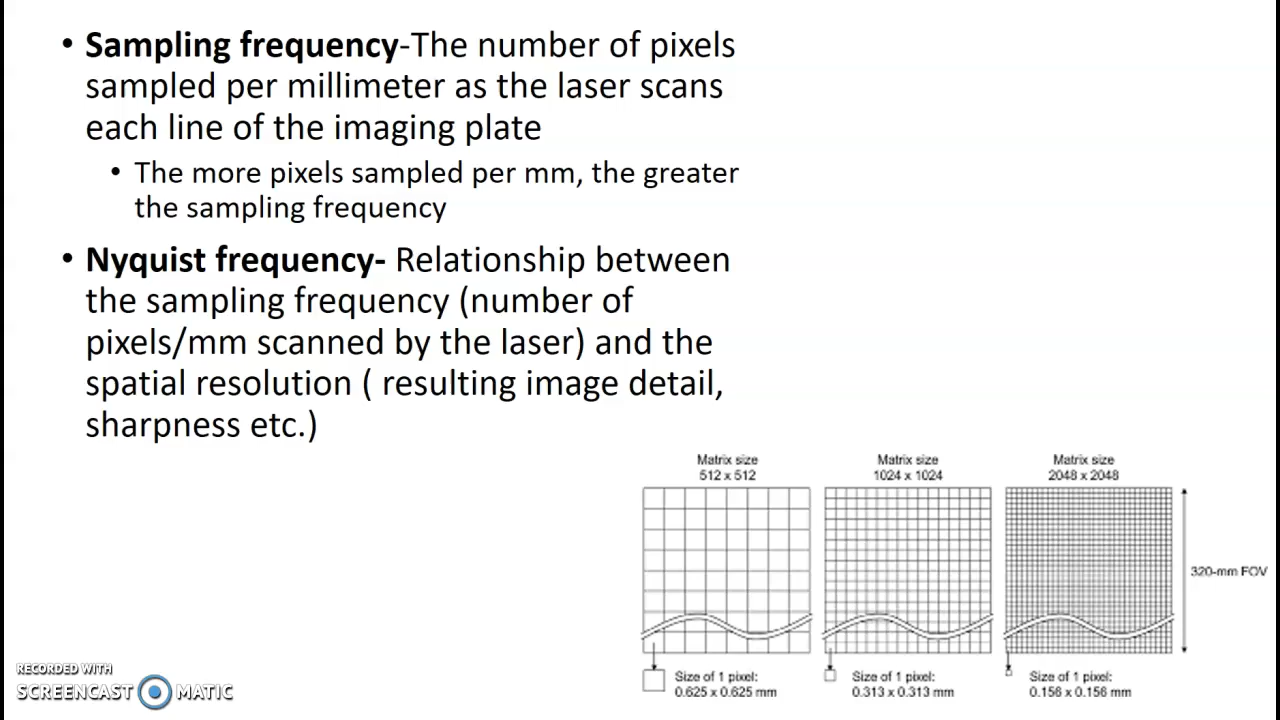 • Sampling frequency-The number of pixels
sampled per millimeter as the laser scans
each line of the imaging plate
• The more pixels sampled per mm, the greater
the sampling frequency
• Nyquist frequency- Relationship between
the sampling frequency (number of
pixels/mm scanned by the laser) and the
spatial resolution ( resulting image detail,
sharpness etc.)
Matrix size
512 x 512
Matrix size
1024 x 1024
Matrix size
2048 x 2048
320-mm FOV
Size of 1 pixel:
0.625 x 0.625 mm
Size of 1 pixel:
0.313 x 0.313 mm
Size of 1 pixel:
0.156 x 0.156 mm
RECORDED WITH
SCREENCAST MATIC